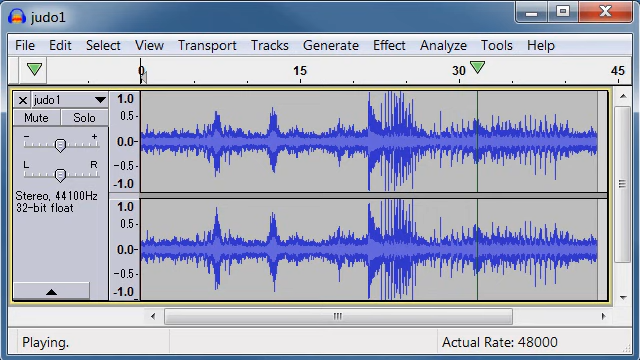 judo1
File Edit Select View Transport Tracks Generate Effect Analyze Tools Help
0 15 30 45
× judo1
Mute Solo
- +
L R
Stereo, 44100Hz
32-bit float
1.0
0.5-
0.0-
-0.5-
-1.0
1.0
0.5-
0.0-
-0.5-
-1.0
Playing.
Actual Rate: 48000